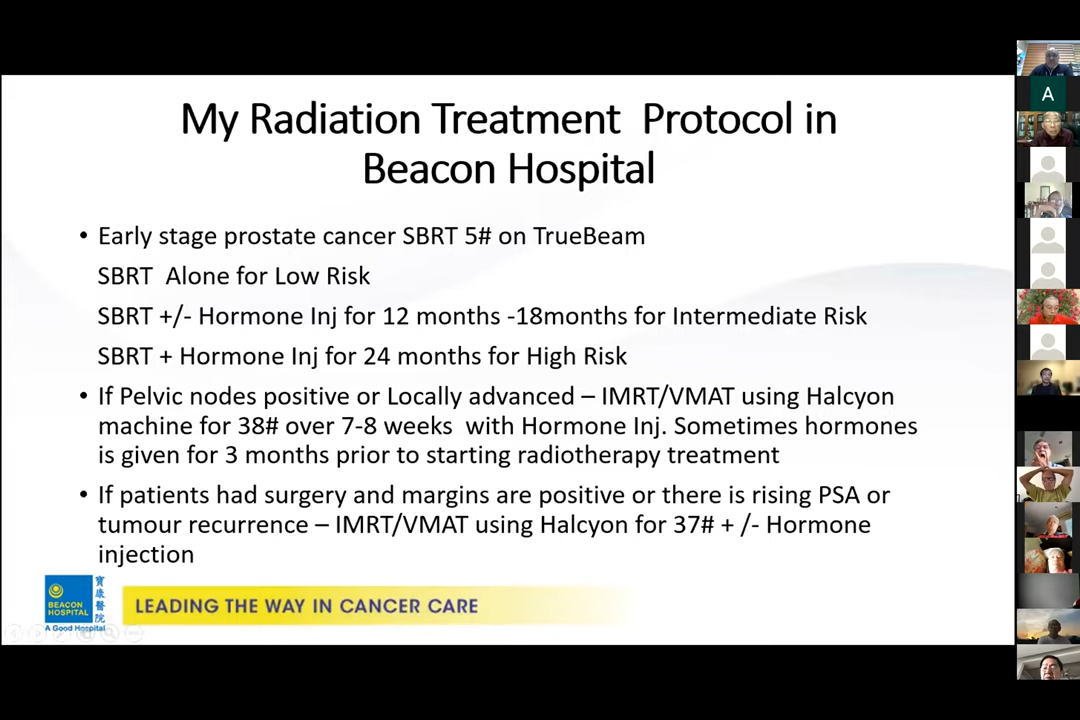 My Radiation Treatment  Protocol in
Beacon Hospital
• Early stage prostate cancer SBRT 5# on TrueBeam
SBRT  Alone for Low Risk
SBRT +/- Hormone Inj for 12 months -18months for Intermediate Risk
SBRT + Hormone Inj for 24 months for High Risk
• If Pelvic nodes positive or Locally advanced – IMRT/VMAT using Halcyon
machine for 38# over 7-8 weeks  with Hormone Inj. Sometimes hormones
is given for 3 months prior to starting radiotherapy treatment
• If patients had surgery and margins are positive or there is rising PSA or
tumour recurrence – IMRT/VMAT using Halcyon for 37# + /- Hormone
injection
BEACON
HOSPITAL
寶康醫院
A Good Hospital
LEADING THE WAY IN CANCER CARE
A